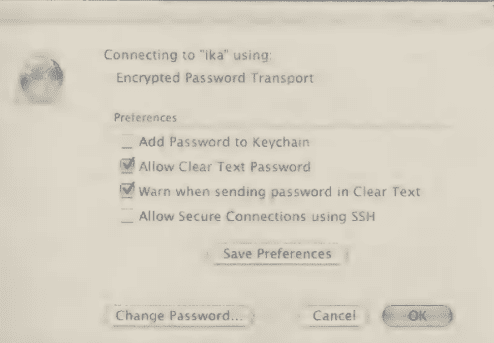 Connecting to "ika" using:
Encrypted Password Transport
Preferences
Add Password to Keychain
Allow Clear Text Password
Warn when sending password in Clear Text
Allow Secure Connections using SSH
Save Preferences
Change Password...
Cancel
OK